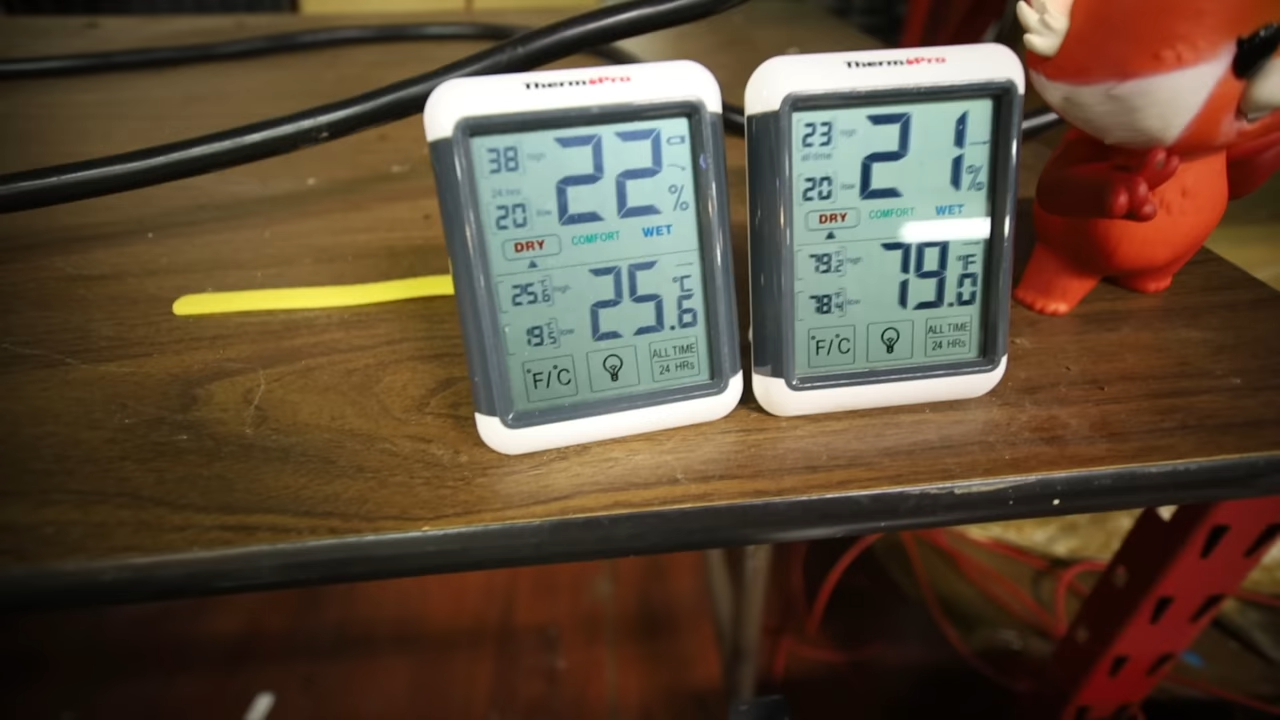 ThermoPro
38 high
22 %
24 hrs
20 low
DRY COMFORT WET
25.6 °C high
25.6 °C
19.5 °C low
°F/°C
ALL TIME
24 HRs
ThermoPro
23 high
21 %
all-time
20 low
DRY COMFORT WET
79.2 °F high
79.0 °F
78.4 °F low
°F/°C
ALL TIME
24 HRs